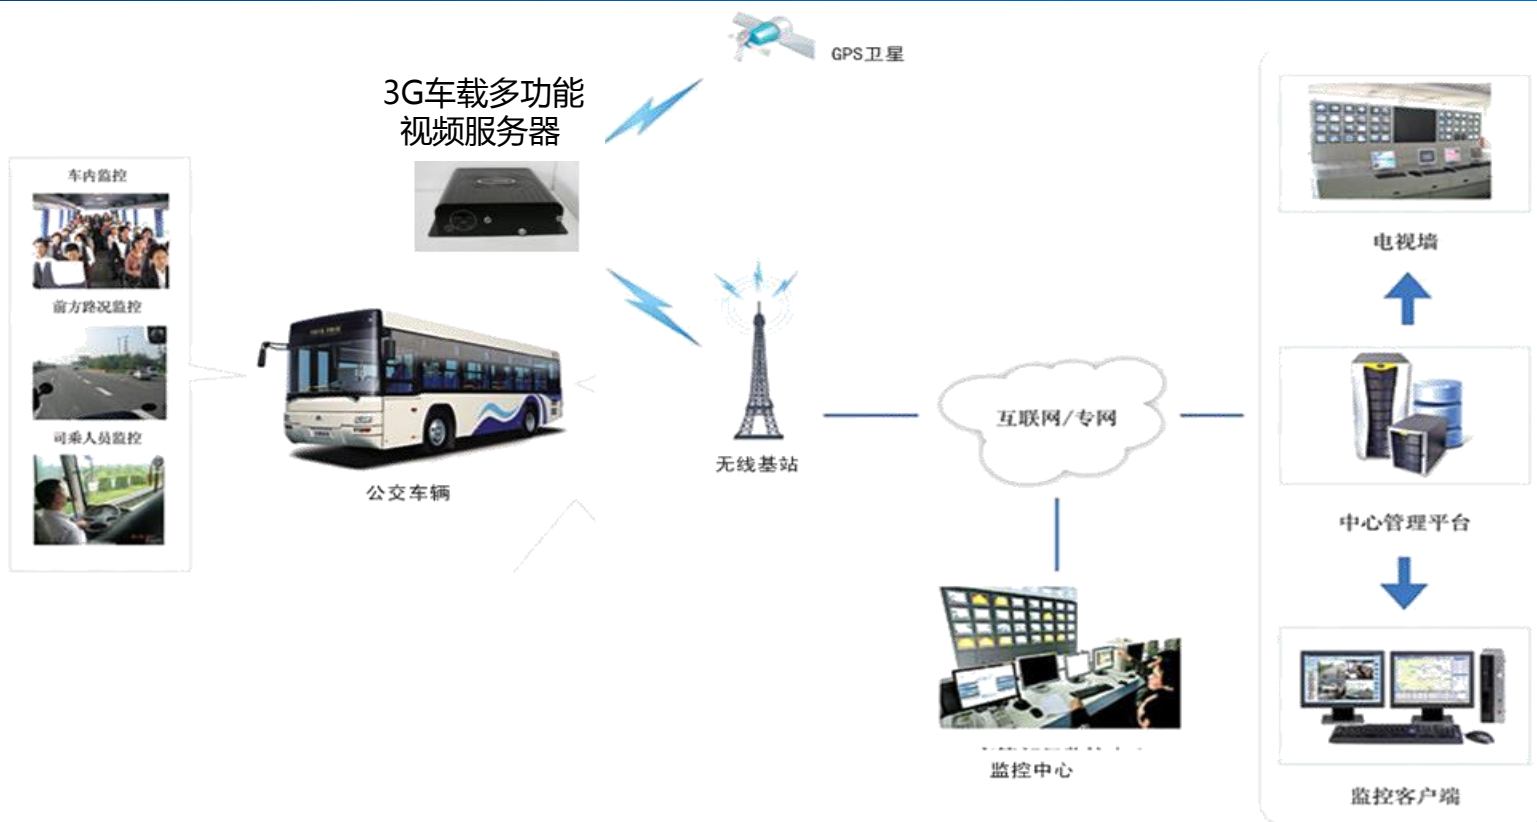 GPS卫星
3G车载多功能
视频服务器
车内监控
前方路况监控
司乘人员监控
公交车辆
无线基站
互联网/专网
监控中心
电视墙
中心管理平台
监控客户端